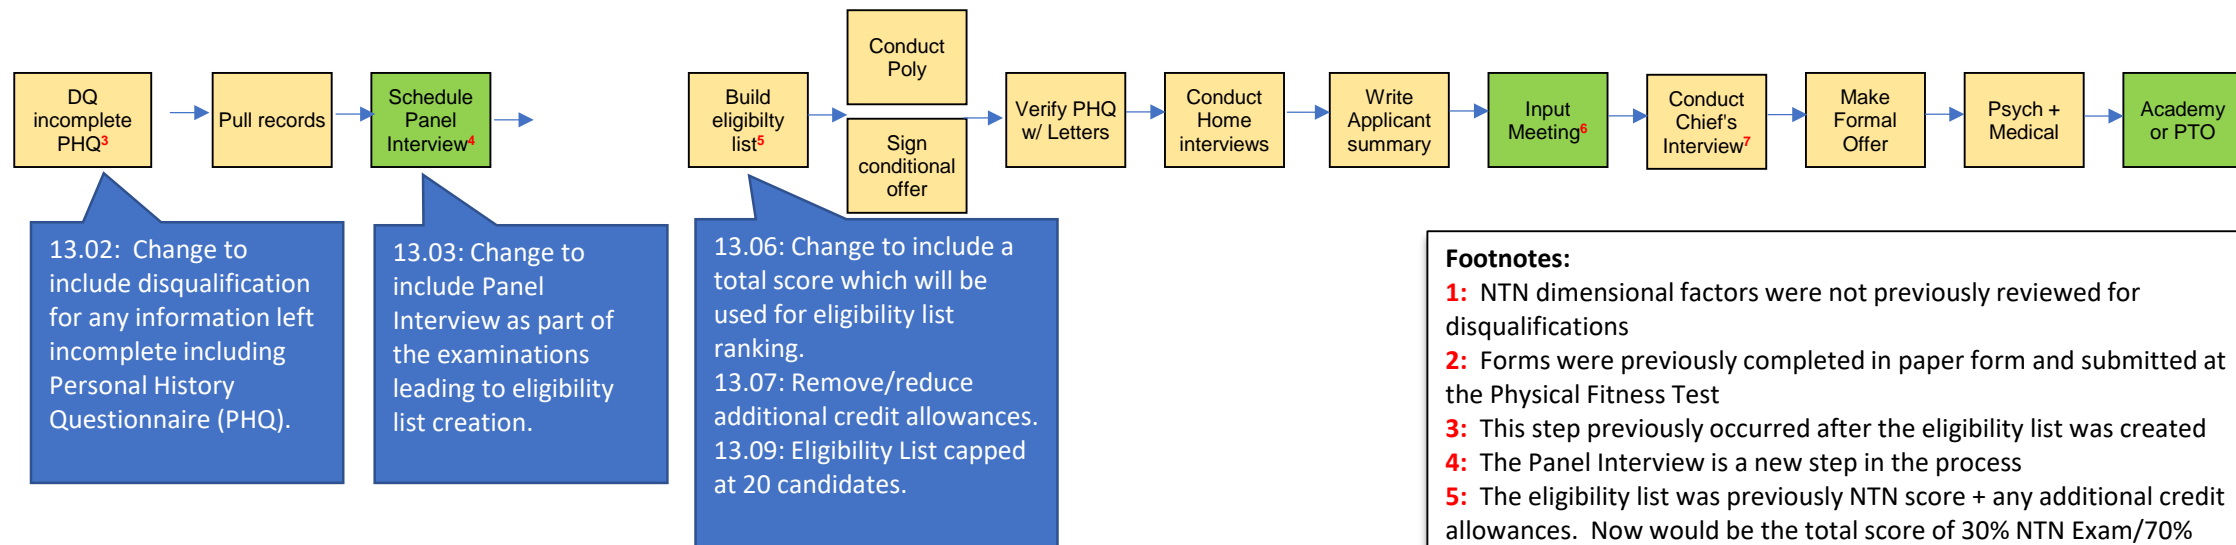 DQ
incomplete
PHQ3
Pull records
Schedule
Panel
Interview4
Build
eligibilty
list5
Conduct
Poly
Sign
conditional
offer
Verify PHQ
w/ Letters
Conduct
Home
interviews
Write
Applicant
summary
Input
Meeting6
Conduct
Chief's
Interview7
Make
Formal
Offer
Psych +
Medical
Academy
or PTO
13.02:  Change to
include disqualification
for any information left
incomplete including
Personal History
Questionnaire (PHQ).
13.03: Change to
include Panel
Interview as part of
the examinations
leading to eligibility
list creation.
13.06: Change to include a
total score which will be
used for eligibility list
ranking.
13.07: Remove/reduce
additional credit allowances.
13.09: Eligibility List capped
at 20 candidates.
Footnotes:
1:  NTN dimensional factors were not previously reviewed for
disqualifications
2:  Forms were previously completed in paper form and submitted at
the Physical Fitness Test
3:  This step previously occurred after the eligibility list was created
4:  The Panel Interview is a new step in the process
5:  The eligibility list was previously NTN score + any additional credit
allowances.  Now would be the total score of 30% NTN Exam/70%